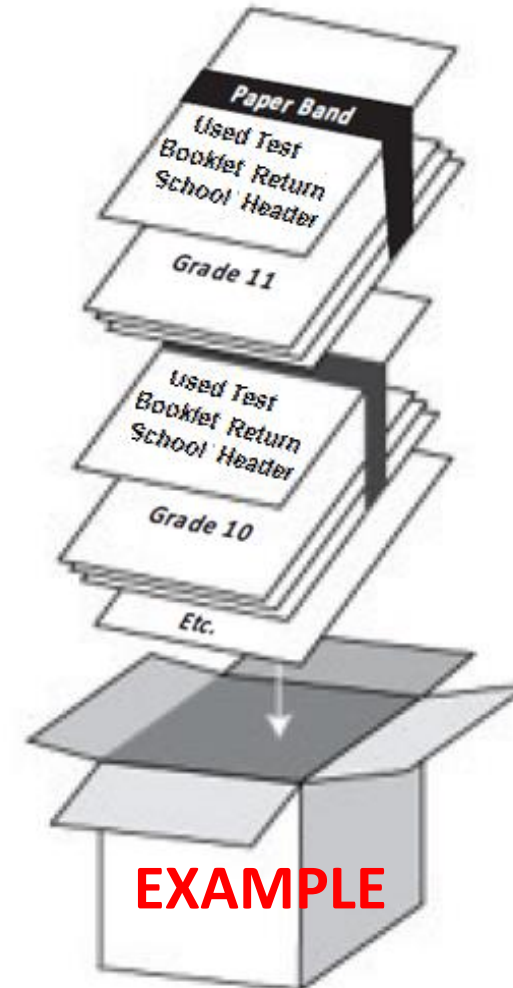 Paper Band
Used Test
Booklet Return
School Header
Grade 11
Used Test
Booklet Return
School Header
Grade 10
Etc.
EXAMPLE